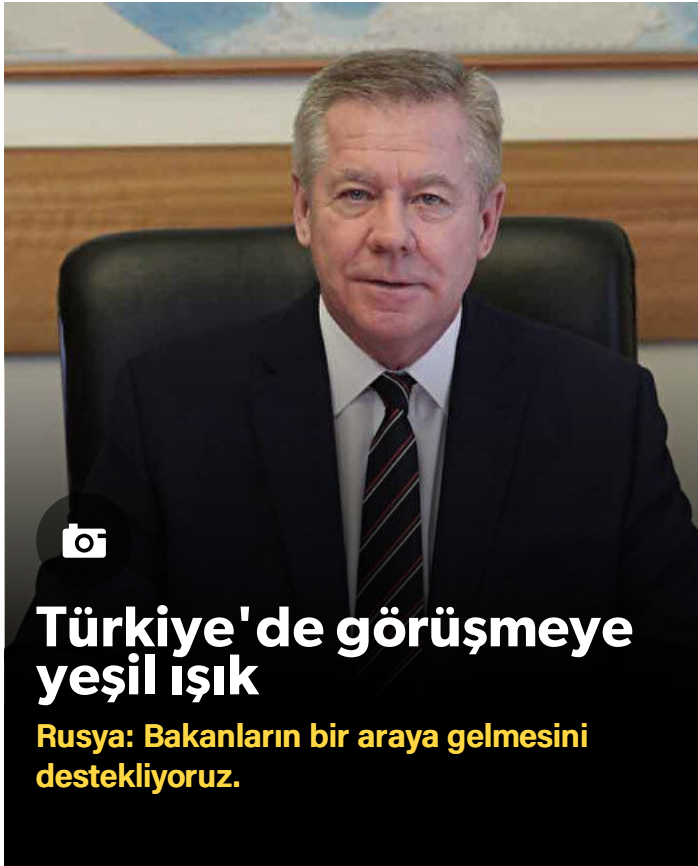 Türkiye'de görüşmeye
yeşil ışık
Rusya: Bakanların bir araya gelmesini
destekliyoruz.